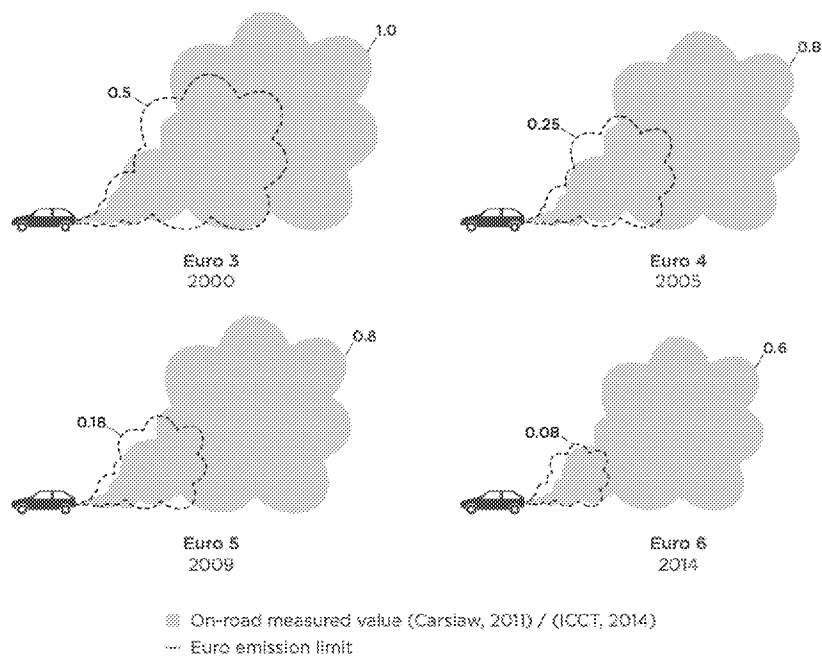 1.0
0.5
0.8
0.25
Euro 3
2000
Euro 4
2005
0.8
0.18
0.6
0.08
Euro 5
2009
Euro 6
2014
On-road measured value (Carslaw, 2011) / (ICCT, 2014)
Euro emission limit